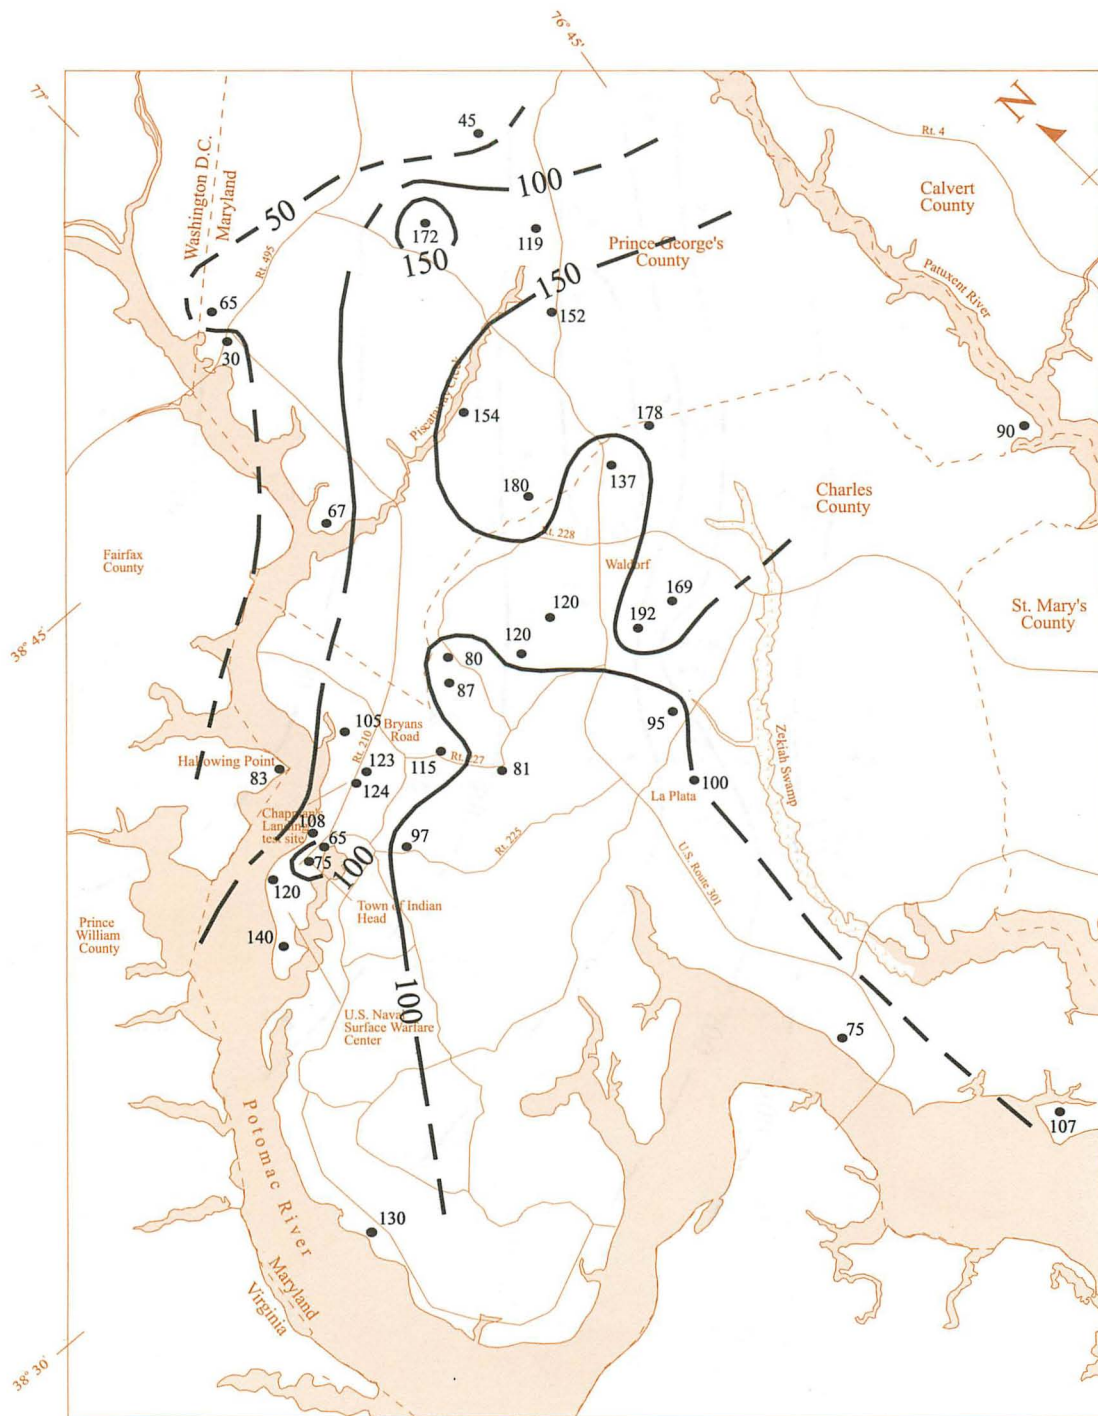 76° 45'
77°
N
45
Rt. 4
Washington D.C.
Maryland
50
100
Calvert
County
172
119
Prince George's
County
150
Rt. 495
150
Patuxent River
65
152
30
Piscataway Creek
154
178
90
137
180
Charles
County
67
Rt. 228
Fairfax
County
Waldorf
169
St. Mary's
County
120
192
38° 45'
120
80
87
95
105
Bryans
Road
Rt. 210
Zekiah Swamp
Hallowing Point
83
123
115
Rt. 227
81
124
100
La Plata
Chapman's
Landing
test site
108
65
97
Rt. 225
75
100
U.S. Route 301
120
Town of Indian
Head
Prince
William
County
140
100
U.S. Naval
Surface Warfare
Center
75
107
Potomac River
130
Maryland
Virginia
38° 30'